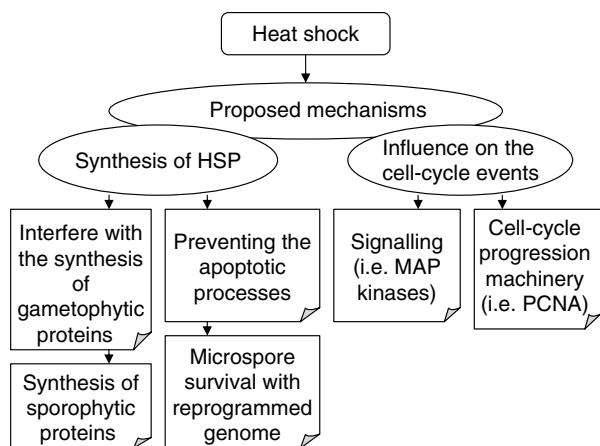 Heat shock
Proposed mechanisms
Synthesis of HSP
Influence on the
cell-cycle events
Interfere with
the synthesis
of
gametophytic
proteins
Preventing the
apoptotic
processes
Signalling
(i.e. MAP
kinases)
Cell-cycle
progression
machinery
(i.e. PCNA)
Synthesis of
sporophytic
proteins
Microspore
survival with
reprogrammed
genome